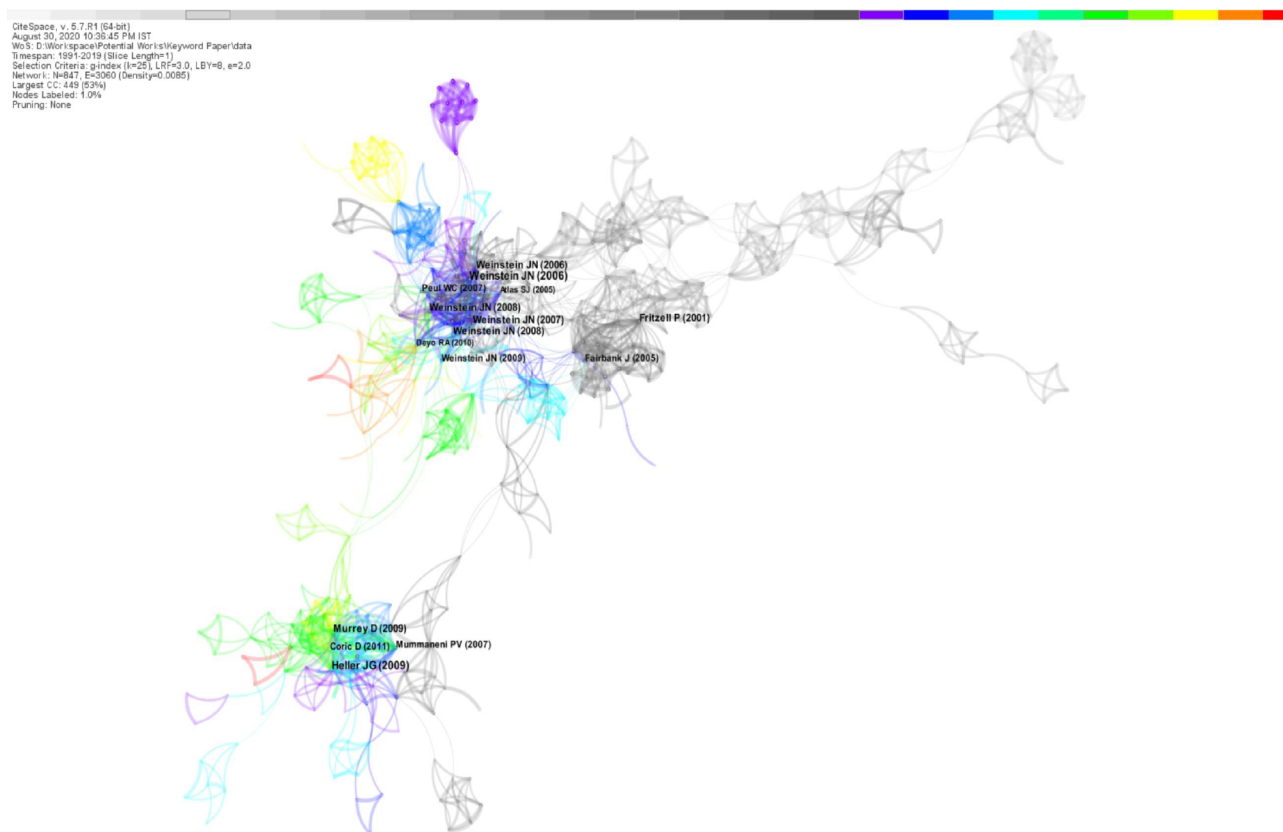 CiteSpace, v. 5.7.R1 (64-bit)
August 30, 2020 10:36:45 PM IST
WoS: D:\Workspace\Potential Works\Keyword Paper\data
Timespan: 1991-2019 (Slice Length=1)
Selection Criteria: g-index (k=25), LRF=3.0, LBY=8, e=2.0
Network: N=847, E=3060 (Density=0.0085)
Largest CC: 449 (53%)
Nodes Labeled: 1.0%
Pruning: None
Weinstein JN (2006)
Weinstein JN (2006)
Peul WC (2007)
Atlas SJ (2005)
Weinstein JN (2008)
Weinstein JN (2007)
Fritzell P (2001)
Weinstein JN (2008)
Deyo RA (2010)
Weinstein JN (2009)
Fairbank J (2005)
Murrey D (2009)
Coric D (2011)
Mummaneni PV (2007)
Heller JG (2009)